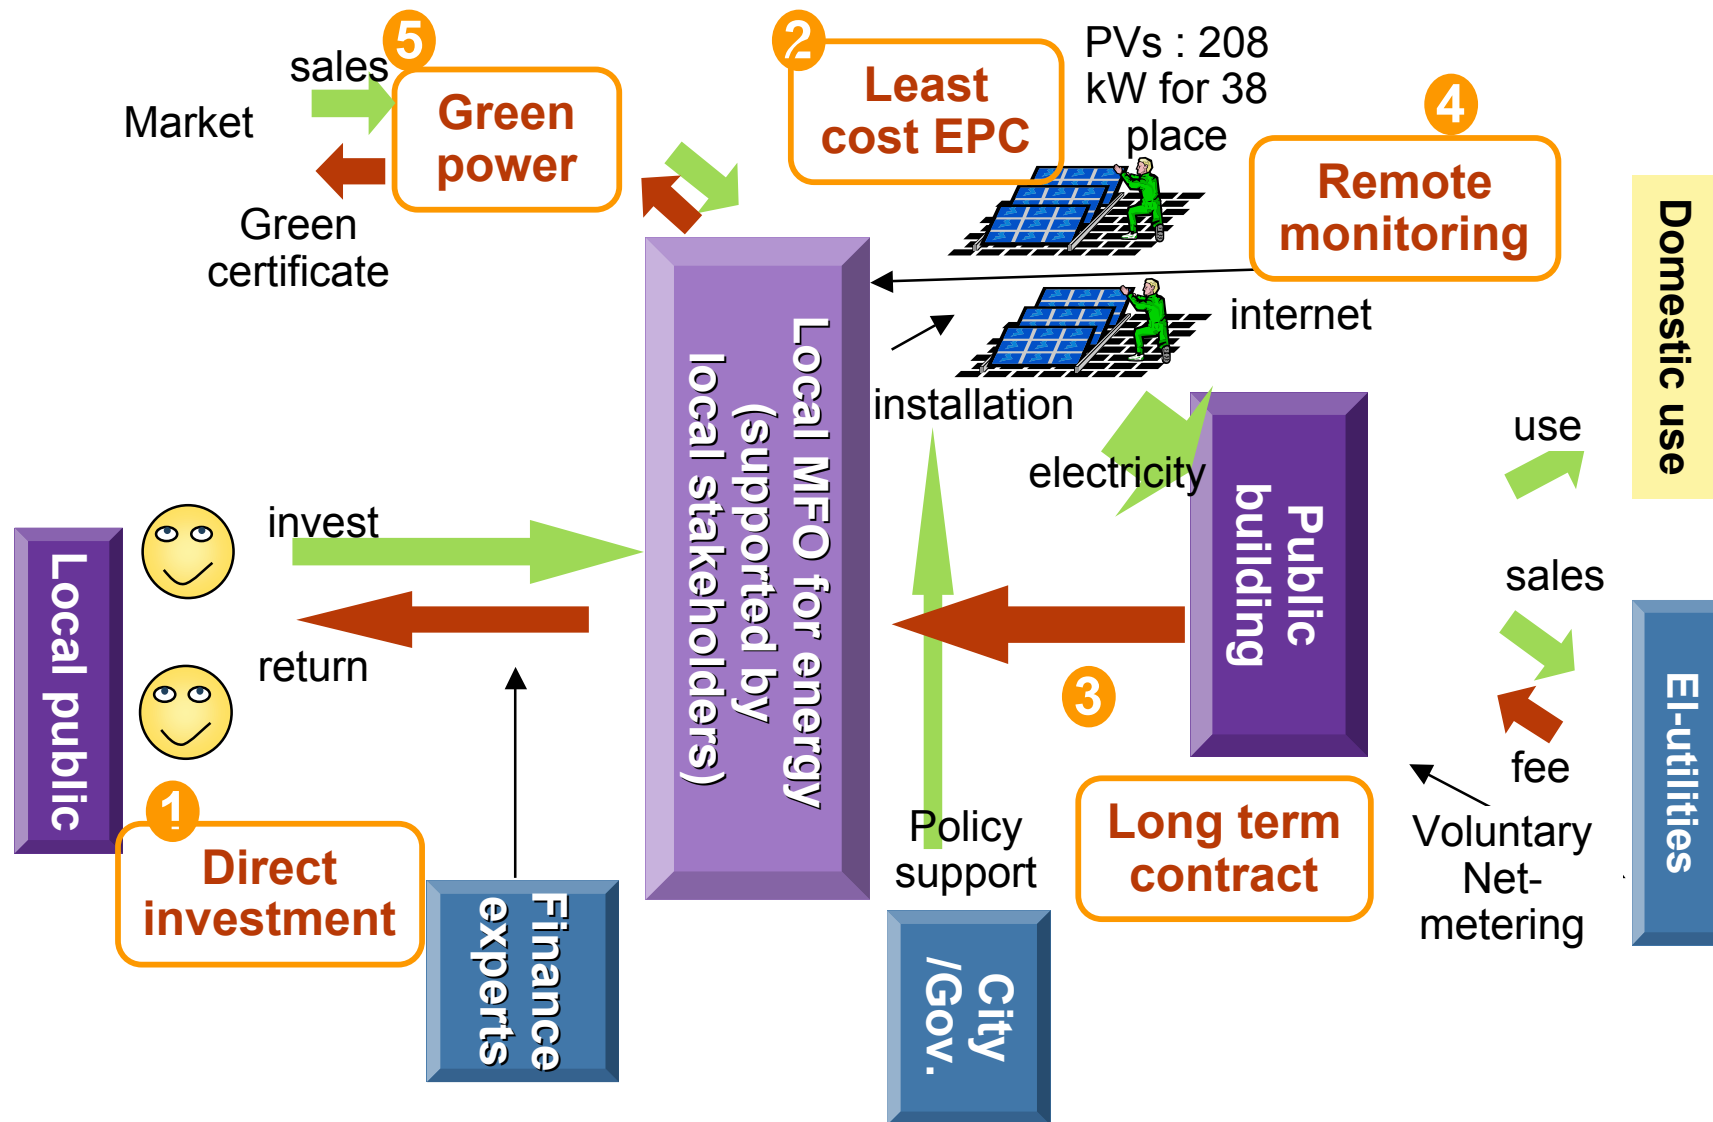 5
sales
Market
Green
power
Green
certificate
2
Least
cost EPC
PVs : 208
kW for 38
place
4
Remote
monitoring
internet
Domestic use
Local MFO for energy
(supported by
local stakeholders)
installation
electricity
Public
building
use
sales
fee
El-utilities
Voluntary
Net-
metering
Local public
invest
return
1
Direct
investment
Finance
experts
3
Long term
contract
Policy
support
City
/Gov.